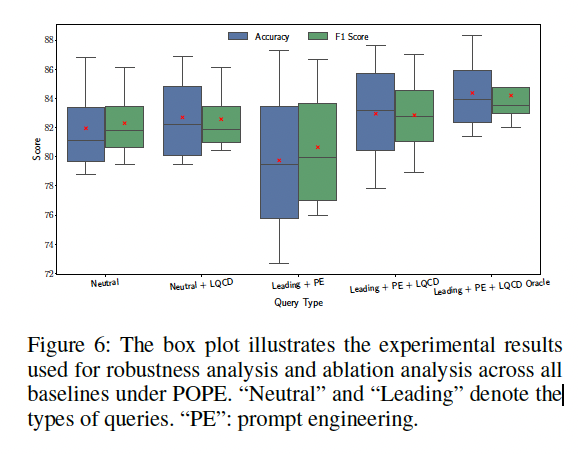 Accuracy F1 Score
88
86
84
82
80
78
76
74
72
Score
Neutral Neutral + LQCD Leading + PE Leading + PE + LQCD Leading + PE + LQCD Oracle
Query Type
Figure 6: The box plot illustrates the experimental results
used for robustness analysis and ablation analysis across all
baselines under POPE. “Neutral” and “Leading” denote the
types of queries. “PE”: prompt engineering.